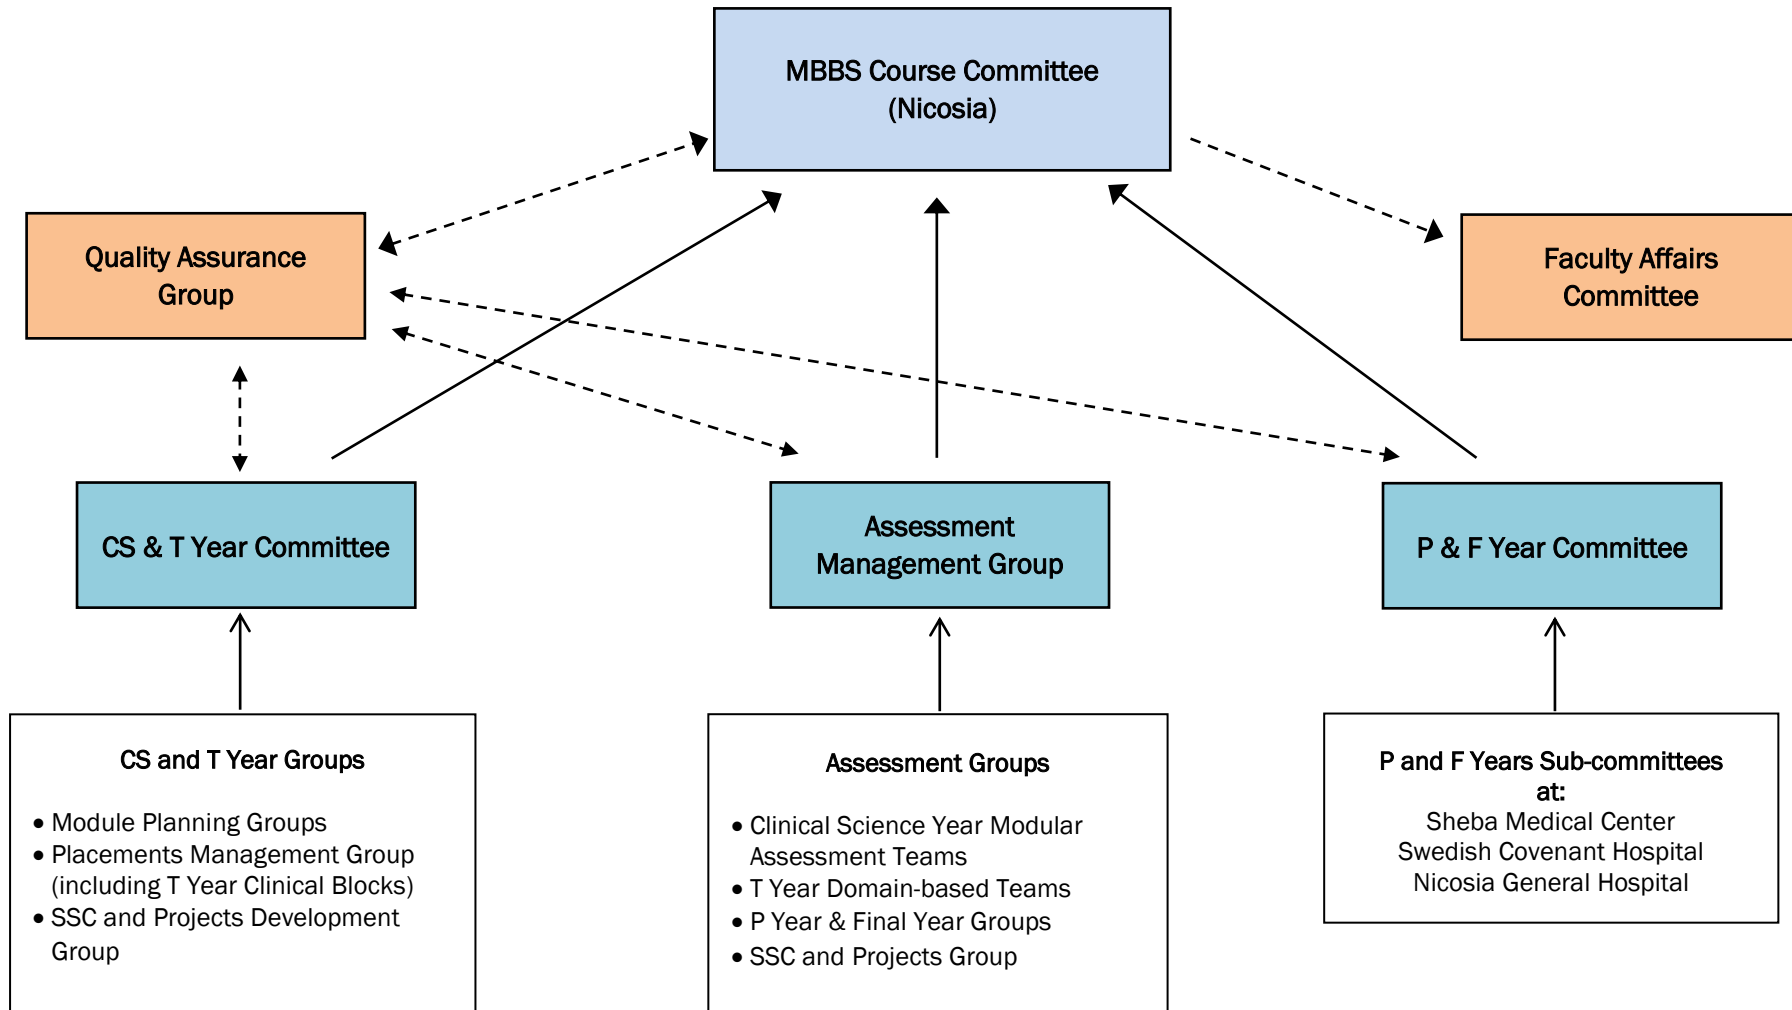 MBBS Course Committee
(Nicosia)
Quality Assurance
Group
Faculty Affairs
Committee
CS & T Year Committee
Assessment
Management Group
P & F Year Committee
CS and T Year Groups
• Module Planning Groups
• Placements Management Group
(including T Year Clinical Blocks)
• SSC and Projects Development
Group
Assessment Groups
• Clinical Science Year Modular
Assessment Teams
• T Year Domain-based Teams
• P Year & Final Year Groups
• SSC and Projects Group
P and F Years Sub-committees
at:
Sheba Medical Center
Swedish Covenant Hospital
Nicosia General Hospital